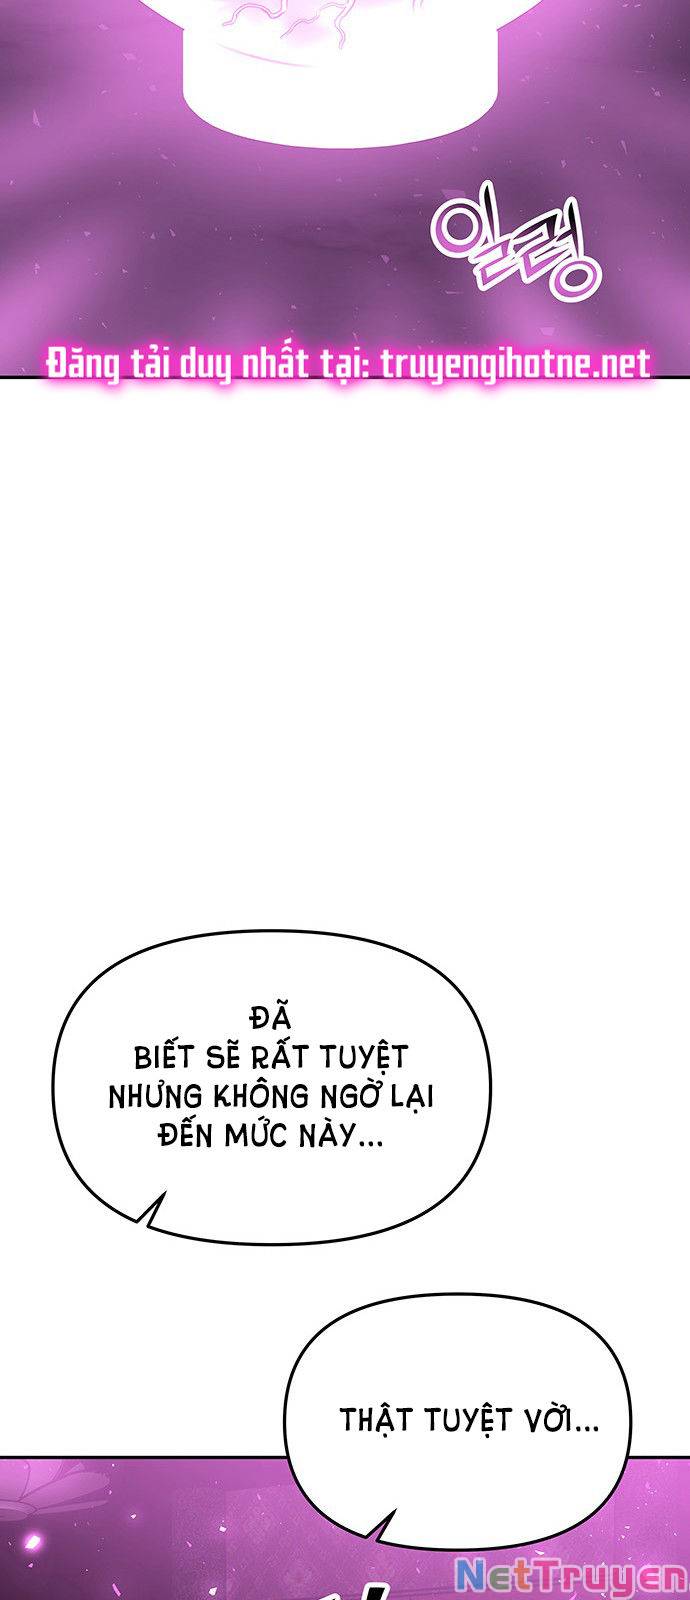 일렁
Đăng tải duy nhất tại: truyengihotne.net
ĐÃ
BIẾT SẼ RẤT TUYỆT
NHƯNG KHÔNG NGỜ LẠI
ĐẾN MỨC NÀY...
THẬT TUYỆT VỜI...
NetTruyen